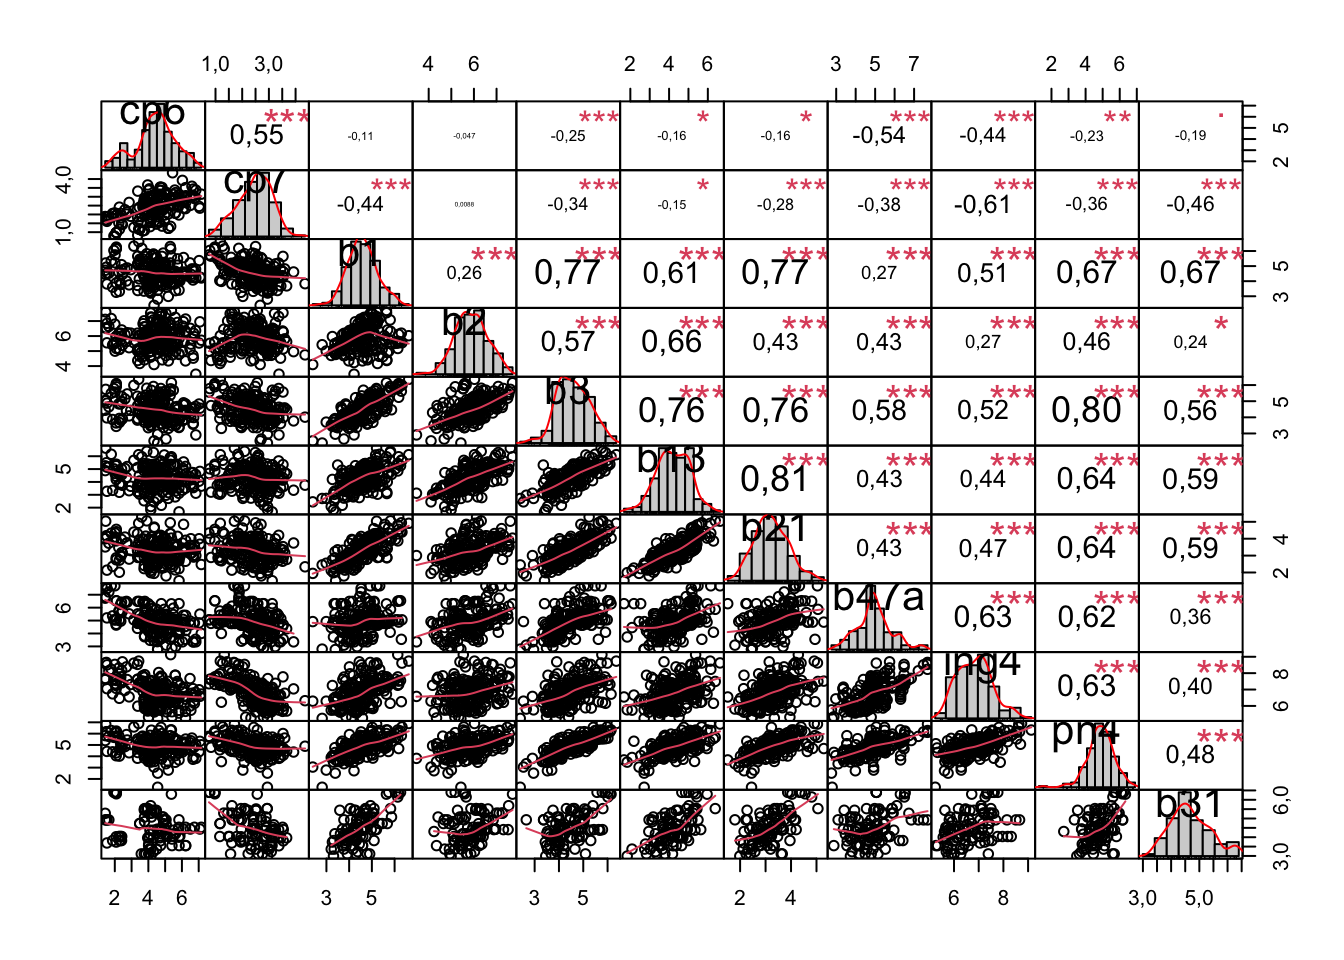 1,0 3,0 4 6 2 4 6 3 5 7 2 4 6
cp6 0,55 *** -0,11 -0,047 -0,25 *** -0,16 * -0,16 * -0,54 *** -0,44 *** -0,23 ** -0,19 . 2 5
1,0 4,0 cp7 -0,44 *** 0,0088 -0,34 *** -0,15 * -0,28 *** -0,38 *** -0,61 *** -0,36 *** -0,46 ***
b1 0,26 *** 0,77 *** 0,61 *** 0,77 *** 0,27 *** 0,51 *** 0,67 *** 0,67 *** 3 5
4 6 b2 0,57 *** 0,66 *** 0,43 *** 0,43 *** 0,27 *** 0,46 *** 0,24 *
b3 0,76 *** 0,76 *** 0,58 *** 0,52 *** 0,80 *** 0,56 *** 3 5
2 5 b13 0,81 *** 0,43 *** 0,44 *** 0,64 *** 0,59 ***
b21 0,43 *** 0,47 *** 0,64 *** 0,59 *** 2 4
3 6 b47a 0,63 *** 0,62 *** 0,36 ***
ing4 0,63 *** 0,40 *** 6 8
2 5 pn4 0,48 ***
b31 3,0 6,0
2 4 6 3 5 3 5 2 4 6 8 3,0 5,0